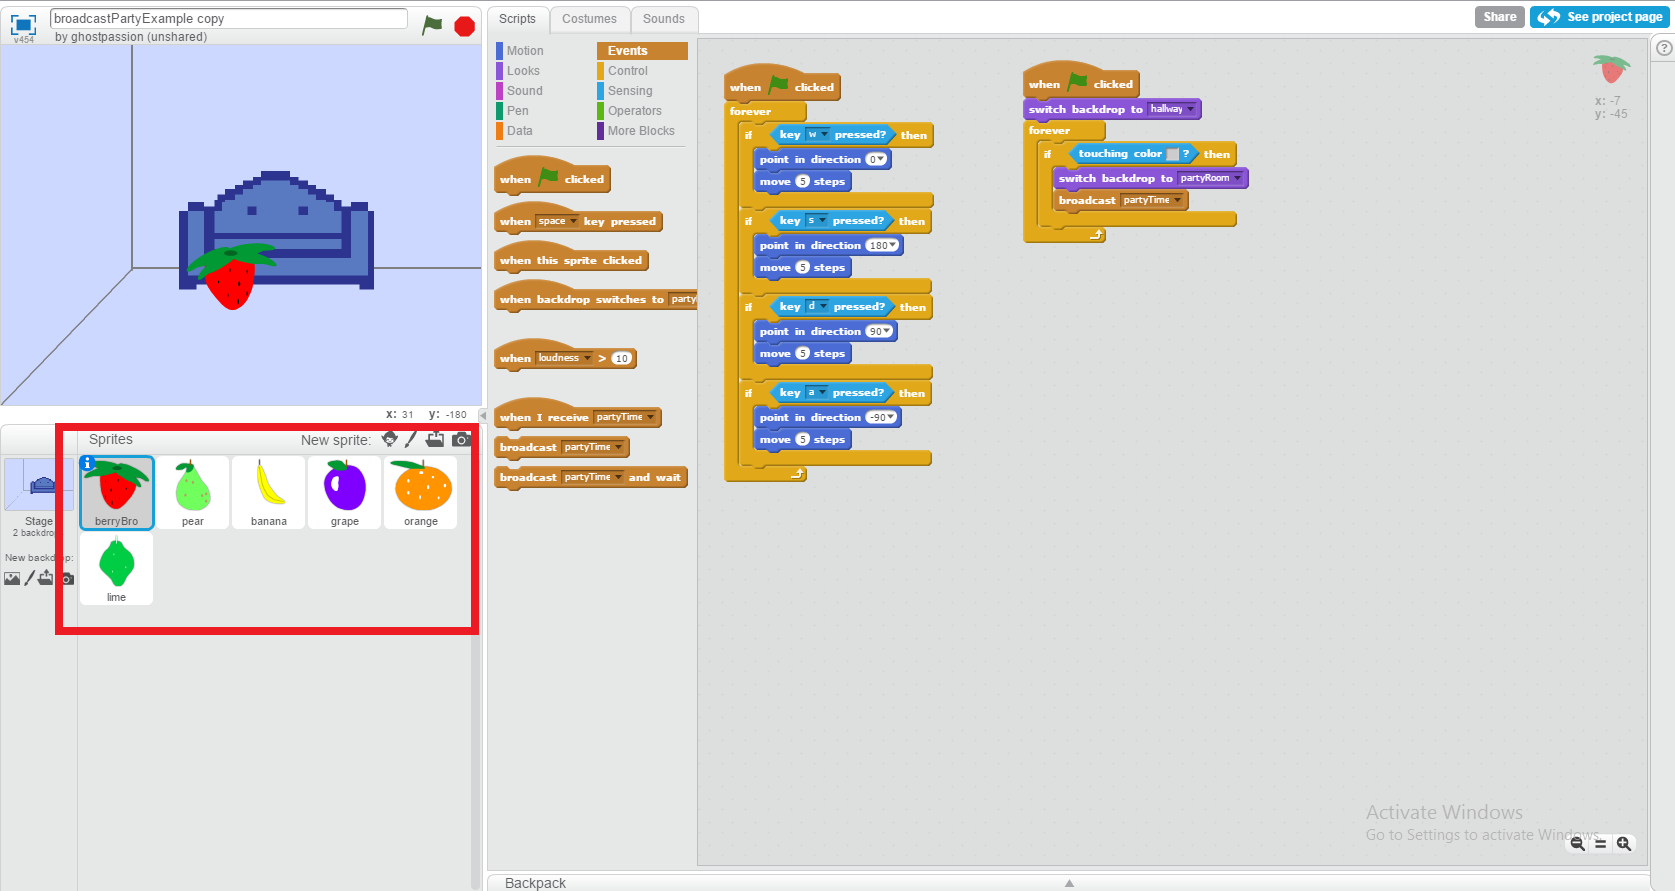 broadcastPartyExample copy
by ghostpassion (unshared)
v454
Scripts
Costumes
Sounds
Share
See project page
Motion
Looks
Sound
Pen
Data
Events
Control
Sensing
Operators
More Blocks
when clicked
when space key pressed
when this sprite clicked
when backdrop switches to party
when loudness > 10
when I receive partyTime
broadcast partyTime
broadcast partyTime and wait
when clicked
forever
if key w pressed? then
point in direction 0
move 5 steps
if key s pressed? then
point in direction 180
move 5 steps
if key d pressed? then
point in direction 90
move 5 steps
if key a pressed? then
point in direction -90
move 5 steps
when clicked
switch backdrop to hallway
forever
if touching color ? then
switch backdrop to partyRoom
broadcast partyTime
x: -7
y: -45
?
x: 31 y: -180
Sprites
New sprite:
i
berryBro
pear
banana
grape
orange
lime
Stage
2 backdro
New backdrop:
Activate Windows
Go to Settings to activate Windows.
Backpack